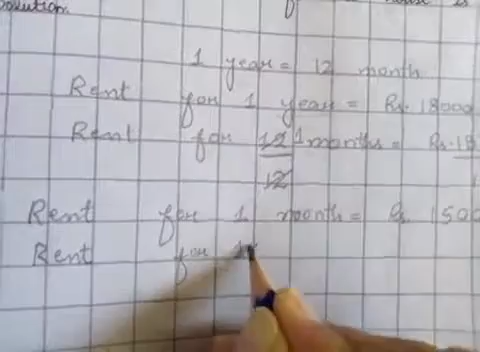 Solution
1 year = 12 month
Rent for 1 year = Rs. 18000
Rent for 12 1 months = Rs. 18
12
Rent for 1 month = Rs. 1500
Rent for